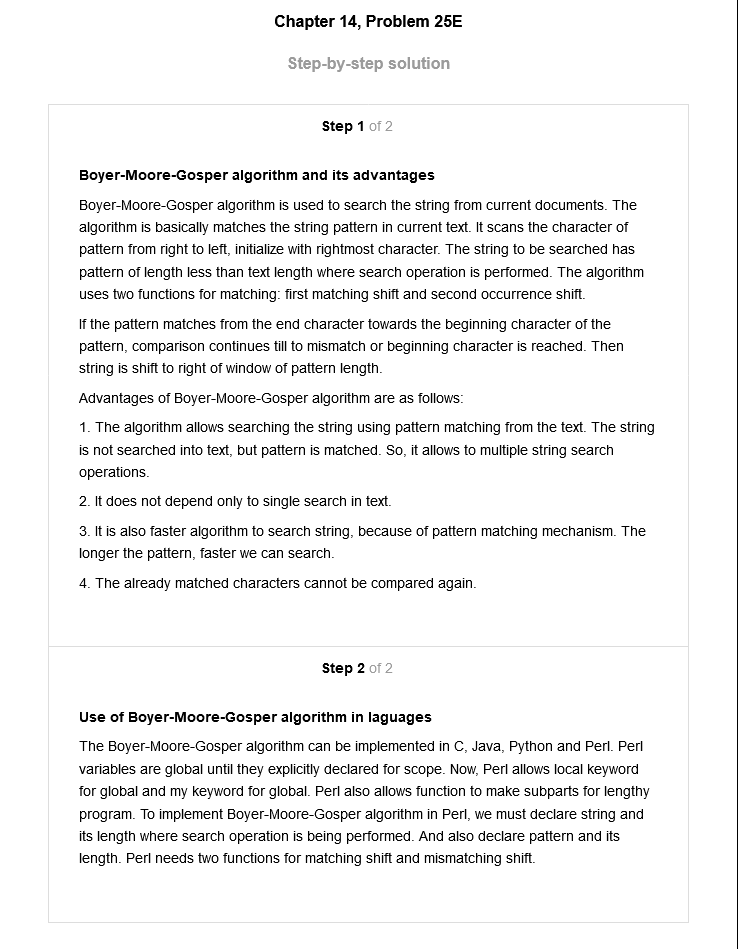 Chapter 14, Problem 25E
Step-by-step solution
Step 1 of 2
Boyer-Moore-Gosper algorithm and its advantages
Boyer-Moore-Gosper algorithm is used to search the string from current documents. The
algorithm is basically matches the string pattern in current text. It scans the character of
pattern from right to left, initialize with rightmost character. The string to be searched has
pattern of length less than text length where search operation is performed. The algorithm
uses two functions for matching: first matching shift and second occurrence shift.
If the pattern matches from the end character towards the beginning character of the
pattern, comparison continues till to mismatch or beginning character is reached. Then
string is shift to right of window of pattern length.
Advantages of Boyer-Moore-Gosper algorithm are as follows:
1. The algorithm allows searching the string using pattern matching from the text. The string
is not searched into text, but pattern is matched. So, it allows to multiple string search
operations.
2. It does not depend only to single search in text.
3. It is also faster algorithm to search string, because of pattern matching mechanism. The
longer the pattern, faster we can search.
4. The already matched characters cannot be compared again.
Step 2 of 2
Use of Boyer-Moore-Gosper algorithm in laguages
The Boyer-Moore-Gosper algorithm can be implemented in C, Java, Python and Perl. Perl
variables are global until they explicitly declared for scope. Now, Perl allows local keyword
for global and my keyword for global. Perl also allows function to make subparts for lengthy
program. To implement Boyer-Moore-Gosper algorithm in Perl, we must declare string and
its length where search operation is being performed. And also declare pattern and its
length. Perl needs two functions for matching shift and mismatching shift.